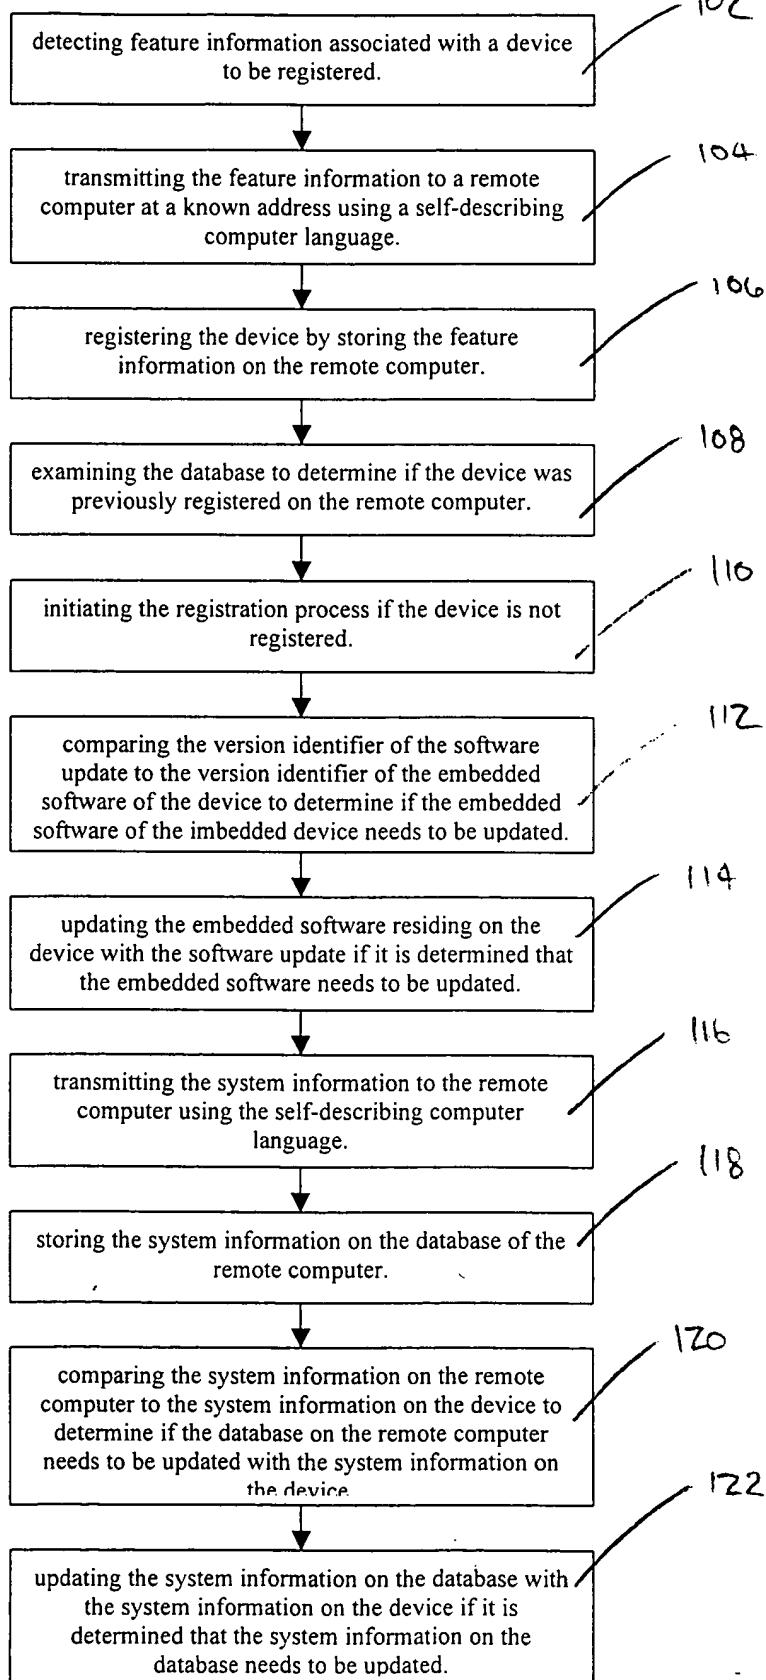 102
detecting feature information associated with a device
to be registered.
104
transmitting the feature information to a remote
computer at a known address using a self-describing
computer language.
106
registering the device by storing the feature
information on the remote computer.
108
examining the database to determine if the device was
previously registered on the remote computer.
110
initiating the registration process if the device is not
registered.
112
comparing the version identifier of the software
update to the version identifier of the embedded
software of the device to determine if the embedded
software of the imbedded device needs to be updated.
114
updating the embedded software residing on the
device with the software update if it is determined that
the embedded software needs to be updated.
116
transmitting the system information to the remote
computer using the self-describing computer
language.
118
storing the system information on the database of the
remote computer.
120
comparing the system information on the remote
computer to the system information on the device to
determine if the database on the remote computer
needs to be updated with the system information on
the device.
122
updating the system information on the database with
the system information on the device if it is
determined that the system information on the
database needs to be updated.